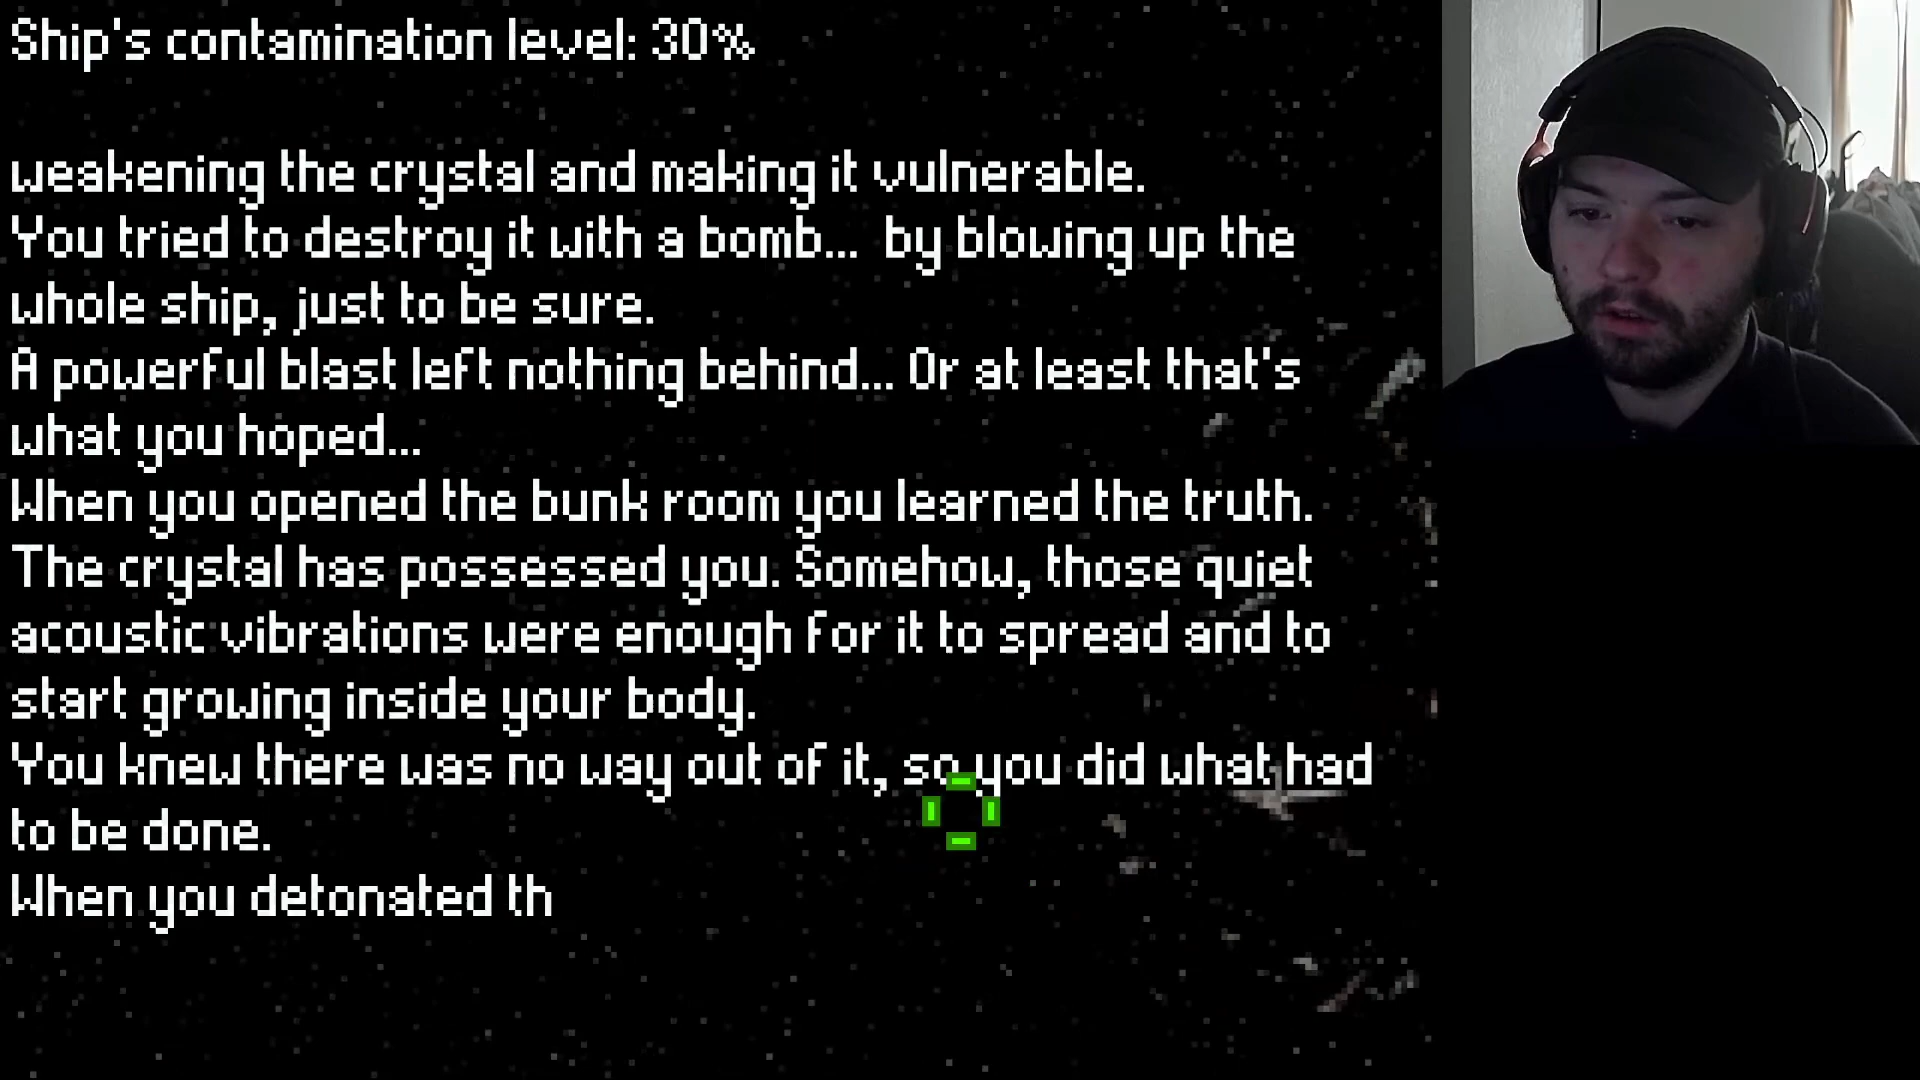 Ship's contamination level: 30%
weakening the crystal and making it vulnerable.
You tried to destroy it with a bomb... by blowing up the
whole ship, just to be sure.
A powerful blast left nothing behind... Or at least that's
what you hoped...
When you opened the bunk room you learned the truth.
The crystal has possessed you. Somehow, those quiet
acoustic vibrations were enough for it to spread and to
start growing inside your body.
You knew there was no way out of it, so you did what had
to be done.
When you detonated th